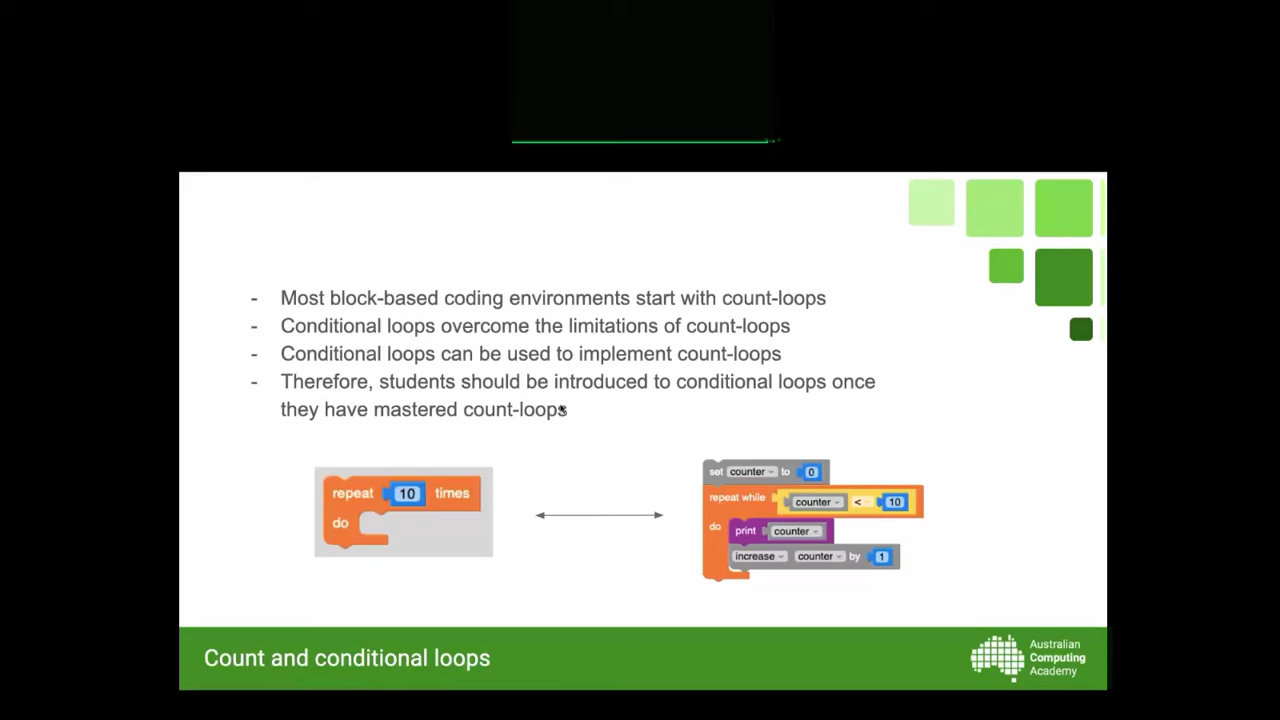 - Most block-based coding environments start with count-loops
- Conditional loops overcome the limitations of count-loops
- Conditional loops can be used to implement count-loops
- Therefore, students should be introduced to conditional loops once
they have mastered count-loops
repeat 10 times
do
set counter to 0
repeat while counter < 10
do print counter
increase counter by 1
Count and conditional loops
Australian
Computing
Academy